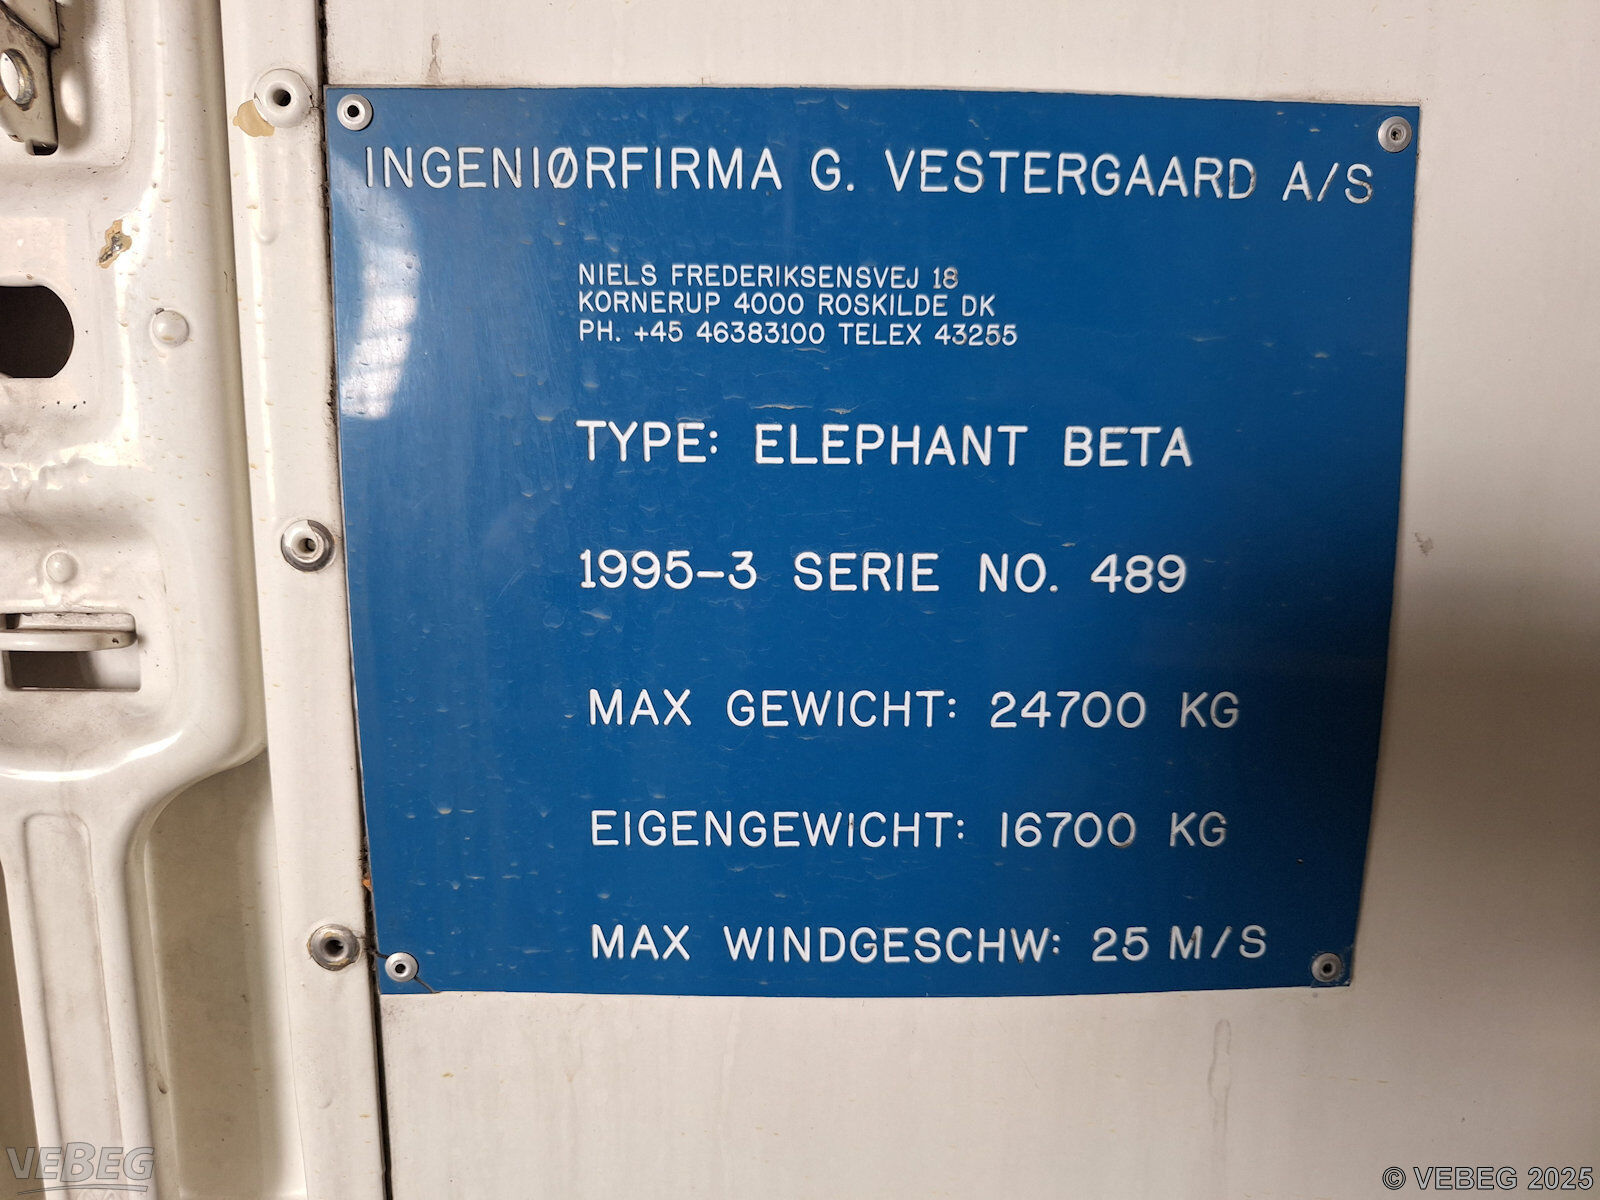 INGENIØRFIRMA G. VESTERGAARD A/S
NIELS FREDERIKSENSVEJ 18
KORNERUP 4000 ROSKILDE DK
PH. +45 46383100 TELEX 43255
TYPE: ELEPHANT BETA
1995-3 SERIE NO. 489
MAX GEWICHT: 24700 KG
EIGENGEWICHT: 16700 KG
MAX WINDGESCHW: 25 M/S
VEBEG
© VEBEG 2025